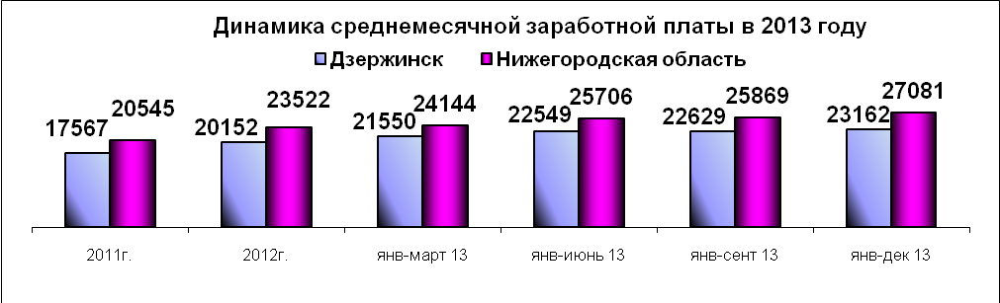 Динамика среднемесячной заработной платы в 2013 году
Дзержинск Нижегородская область
17567 20545 20152 23522 21550 24144 22549 25706 22629 25869 23162 27081
2011г. 2012г. янв-март 13 янв-июнь 13 янв-сент 13 янв-дек 13